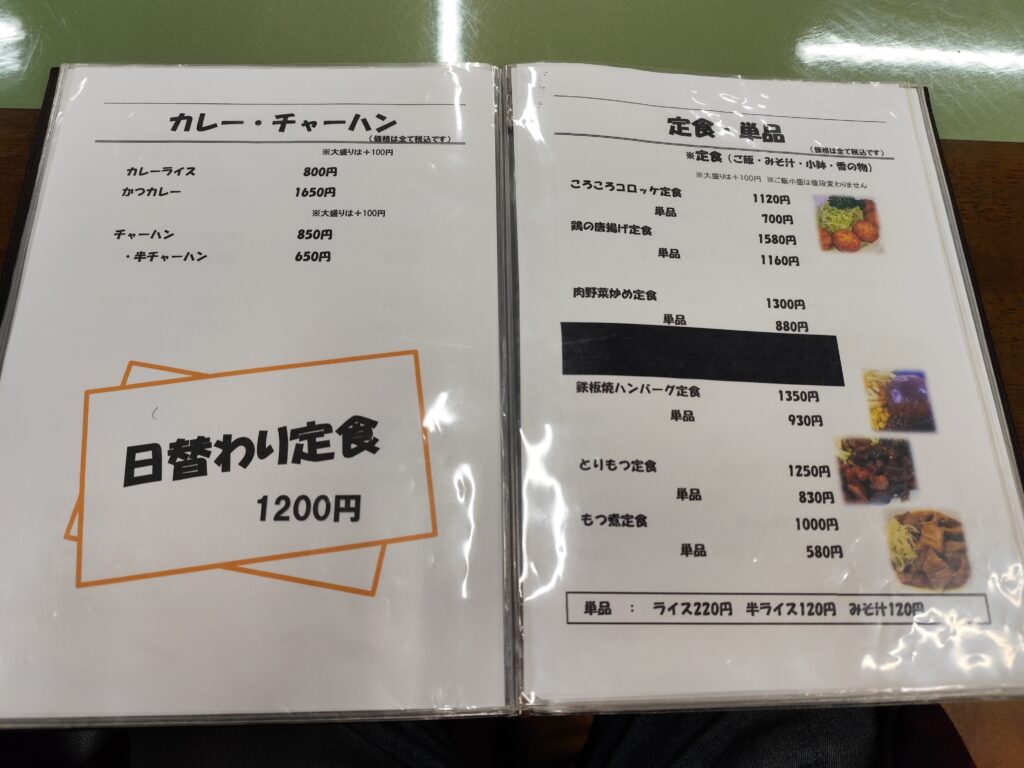 カレー・チャーハン
（価格は全て税込です）
※大盛りは＋100円
カレーライス 800円
かつカレー 1650円
※大盛りは＋100円
チャーハン 850円
・半チャーハン 650円
日替わり定食
1200円
定食・単品
（価格は全て税込です）
※定食（ご飯・みそ汁・小鉢・香の物）
※大盛りは＋100円 ※ご飯小盛は値段変わりません
ころころコロッケ定食 1120円
単品 700円
鶏の唐揚げ定食 1580円
単品 1160円
肉野菜炒め定食 1300円
単品 880円
鉄板焼ハンバーグ定食 1350円
単品 930円
とりもつ定食 1250円
単品 830円
もつ煮定食 1000円
単品 580円
単品 ： ライス220円 半ライス120円 みそ汁120円